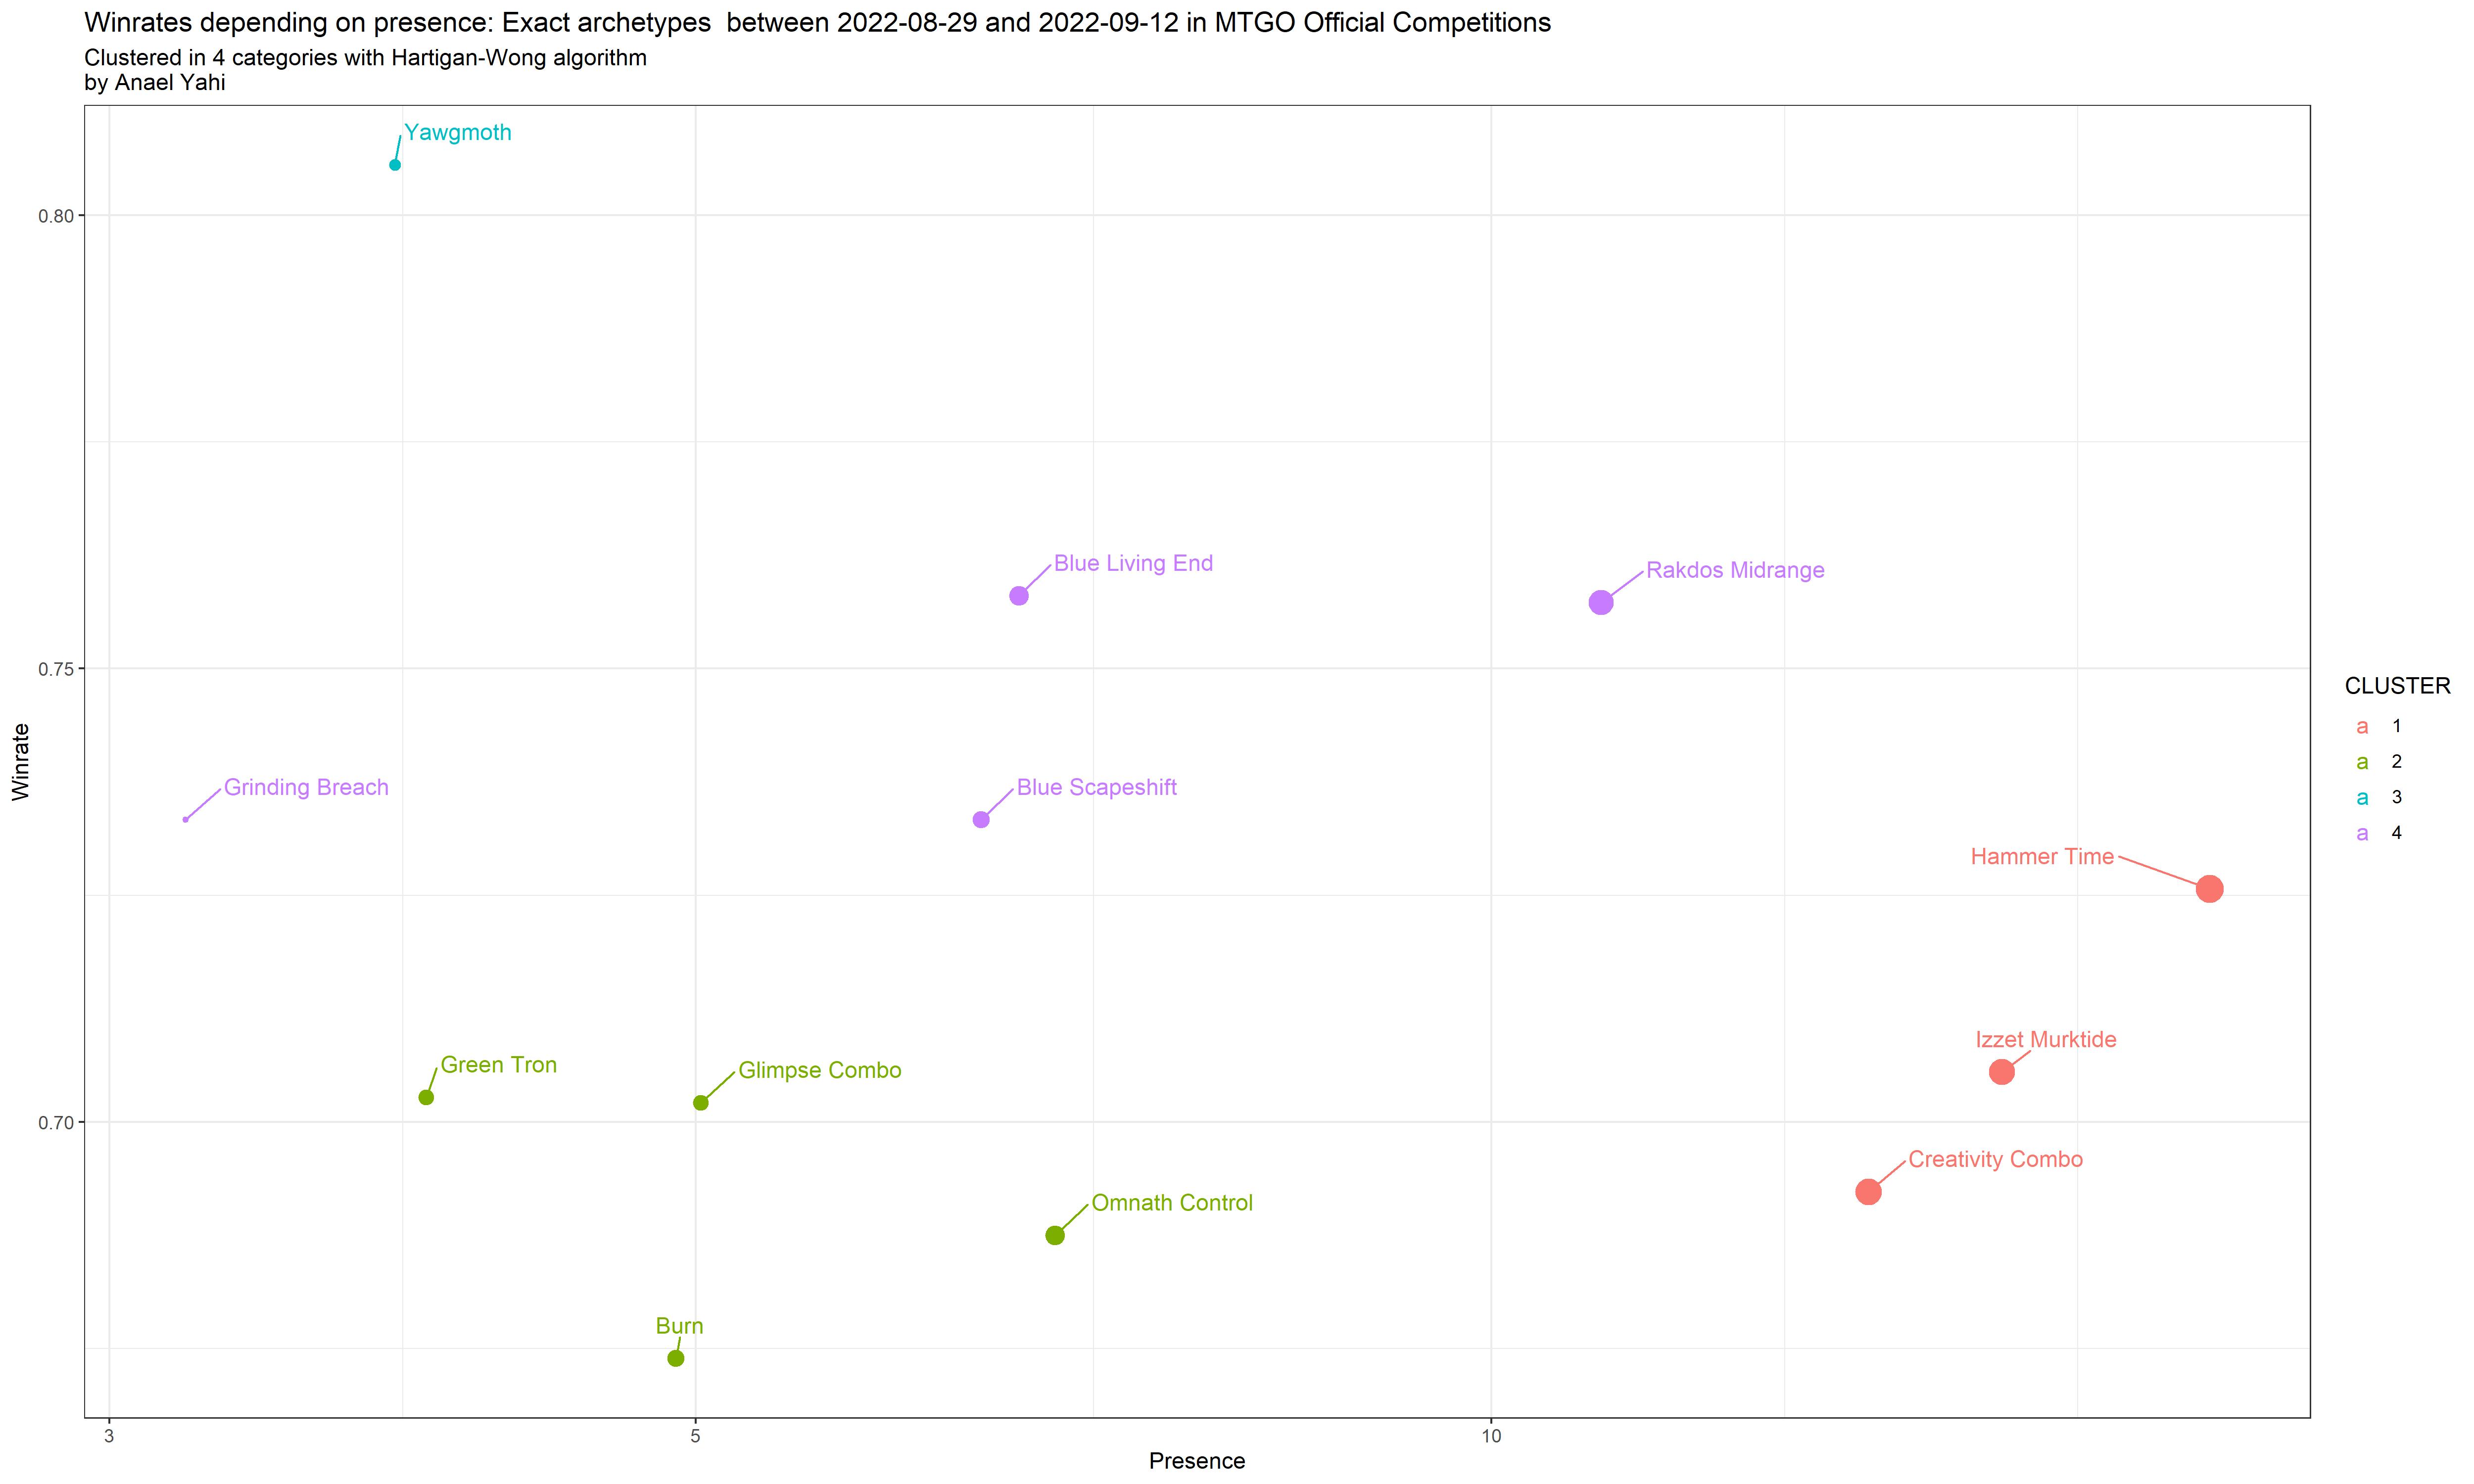 Winrates depending on presence: Exact archetypes  between 2022-08-29 and 2022-09-12 in MTGO Official Competitions
Clustered in 4 categories with Hartigan-Wong algorithm
by Anael Yahi
Yawgmoth
0.80
Blue Living End
Rakdos Midrange
0.75
CLUSTER
a 1
a 2
a 3
a 4
Winrate
Grinding Breach
Blue Scapeshift
Hammer Time
Izzet Murktide
Green Tron
Glimpse Combo
0.70
Creativity Combo
Omnath Control
Burn
3
5
10
Presence